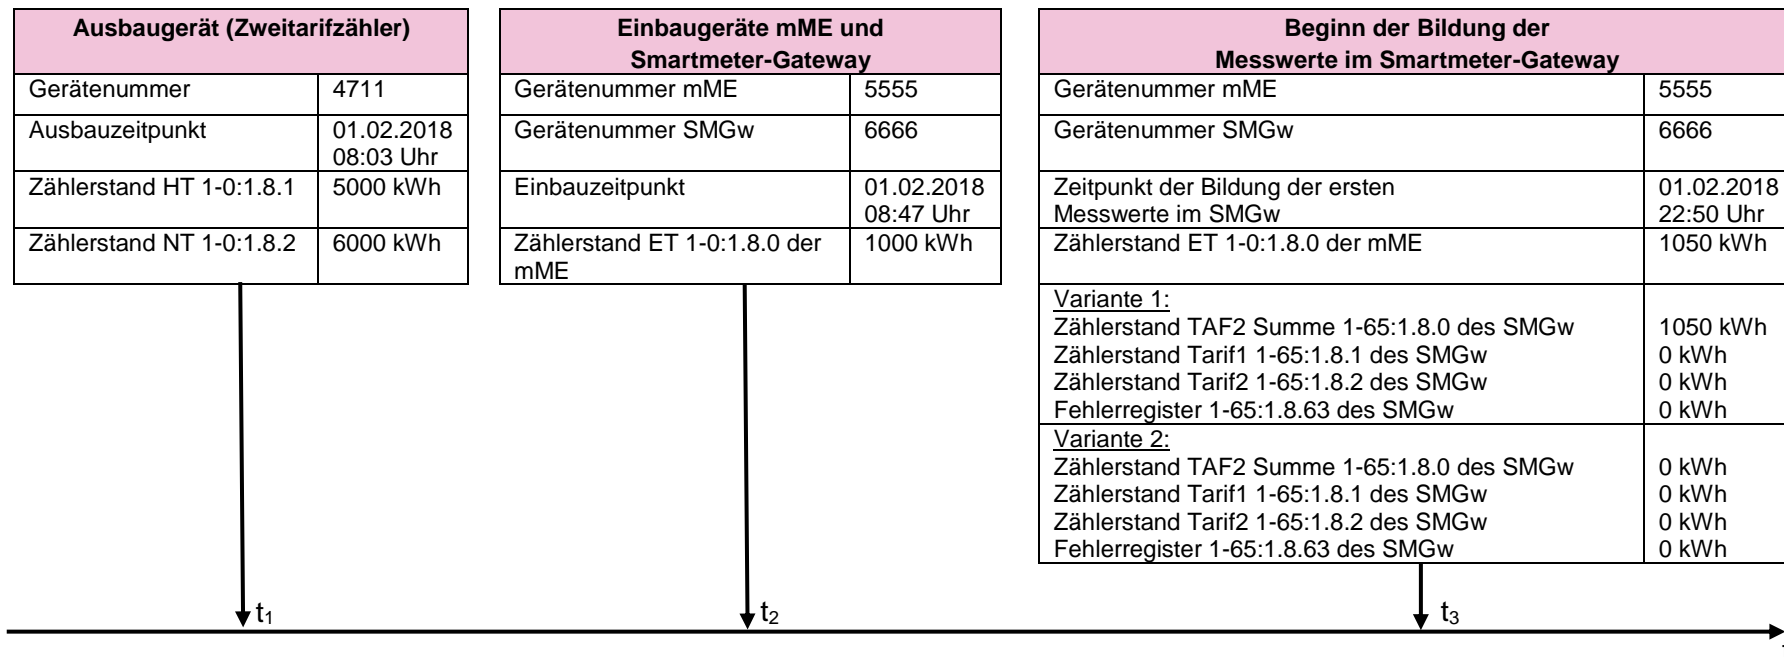 Ausbaugerät (Zweitarifzähler)
Gerätenummer 4711
Ausbauzeitpunkt 01.02.2018
08:03 Uhr
Zählerstand HT 1-0:1.8.1 5000 kWh
Zählerstand NT 1-0:1.8.2 6000 kWh
Einbaugeräte mME und
Smartmeter-Gateway
Gerätenummer mME 5555
Gerätenummer SMGw 6666
Einbauzeitpunkt 01.02.2018
08:47 Uhr
Zählerstand ET 1-0:1.8.0 der 1000 kWh
mME
Beginn der Bildung der
Messwerte im Smartmeter-Gateway
Gerätenummer mME 5555
Gerätenummer SMGw 6666
Zeitpunkt der Bildung der ersten 01.02.2018
Messwerte im SMGw 22:50 Uhr
Zählerstand ET 1-0:1.8.0 der mME 1050 kWh
Variante 1:
Zählerstand TAF2 Summe 1-65:1.8.0 des SMGw 1050 kWh
Zählerstand Tarif1 1-65:1.8.1 des SMGw 0 kWh
Zählerstand Tarif2 1-65:1.8.2 des SMGw 0 kWh
Fehlerregister 1-65:1.8.63 des SMGw 0 kWh
Variante 2:
Zählerstand TAF2 Summe 1-65:1.8.0 des SMGw 0 kWh
Zählerstand Tarif1 1-65:1.8.1 des SMGw 0 kWh
Zählerstand Tarif2 1-65:1.8.2 des SMGw 0 kWh
Fehlerregister 1-65:1.8.63 des SMGw 0 kWh
t₁ t₂ t₃